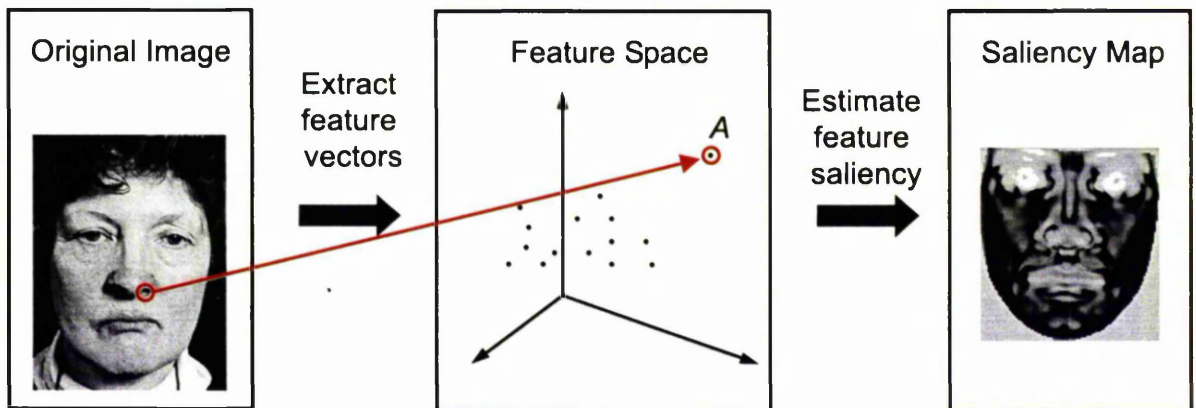 Original Image
Extract
feature
vectors
Feature Space
A
Estimate
feature
saliency
Saliency Map